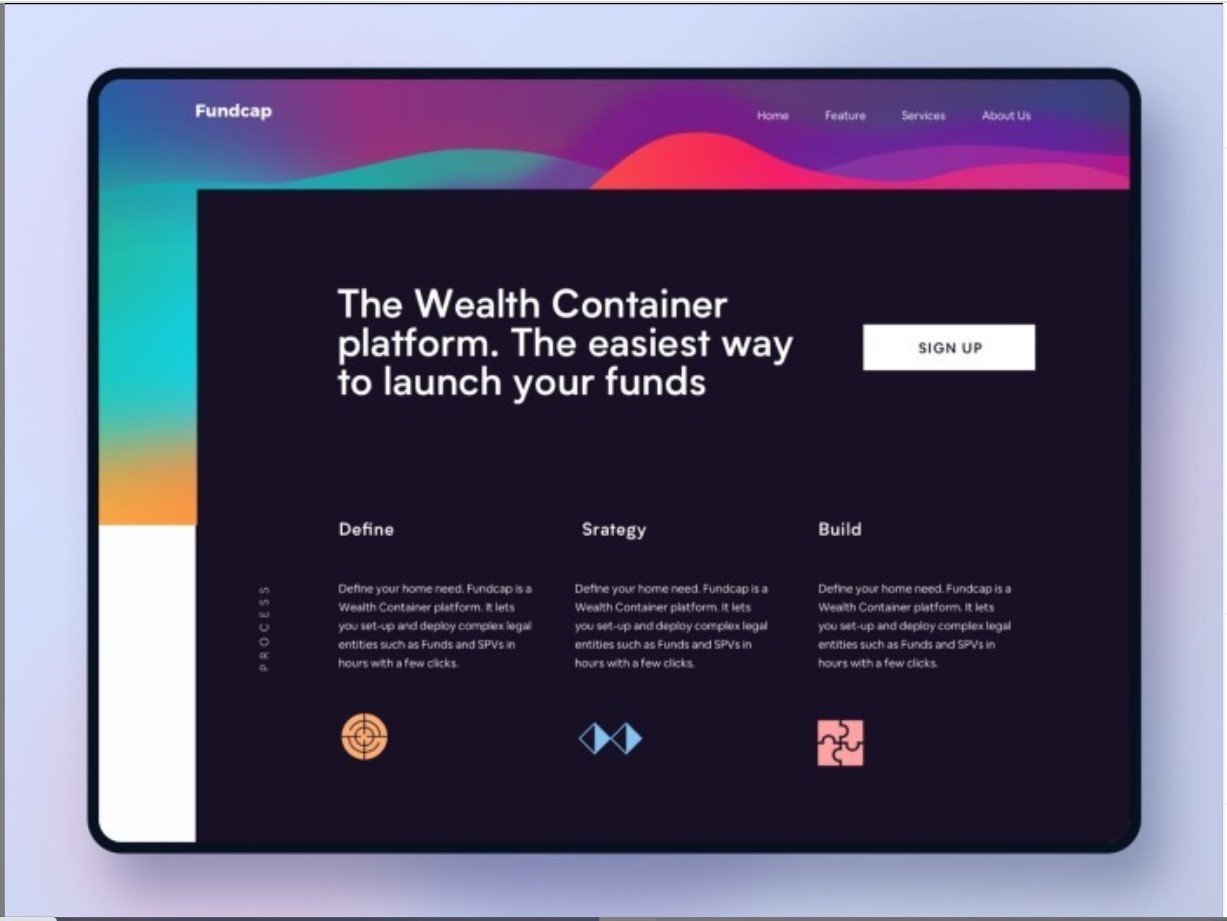 Fundcap
Home Feature Services About Us
The Wealth Container
platform. The easiest way
to launch your funds
SIGN UP
PROCESS
Define
Define your home need. Fundcap is a
Wealth Container platform. It lets
you set-up and deploy complex legal
entities such as Funds and SPVs in
hours with a few clicks.
Srategy
Define your home need. Fundcap is a
Wealth Container platform. It lets
you set-up and deploy complex legal
entities such as Funds and SPVs in
hours with a few clicks.
Build
Define your home need. Fundcap is a
Wealth Container platform. It lets
you set-up and deploy complex legal
entities such as Funds and SPVs in
hours with a few clicks.